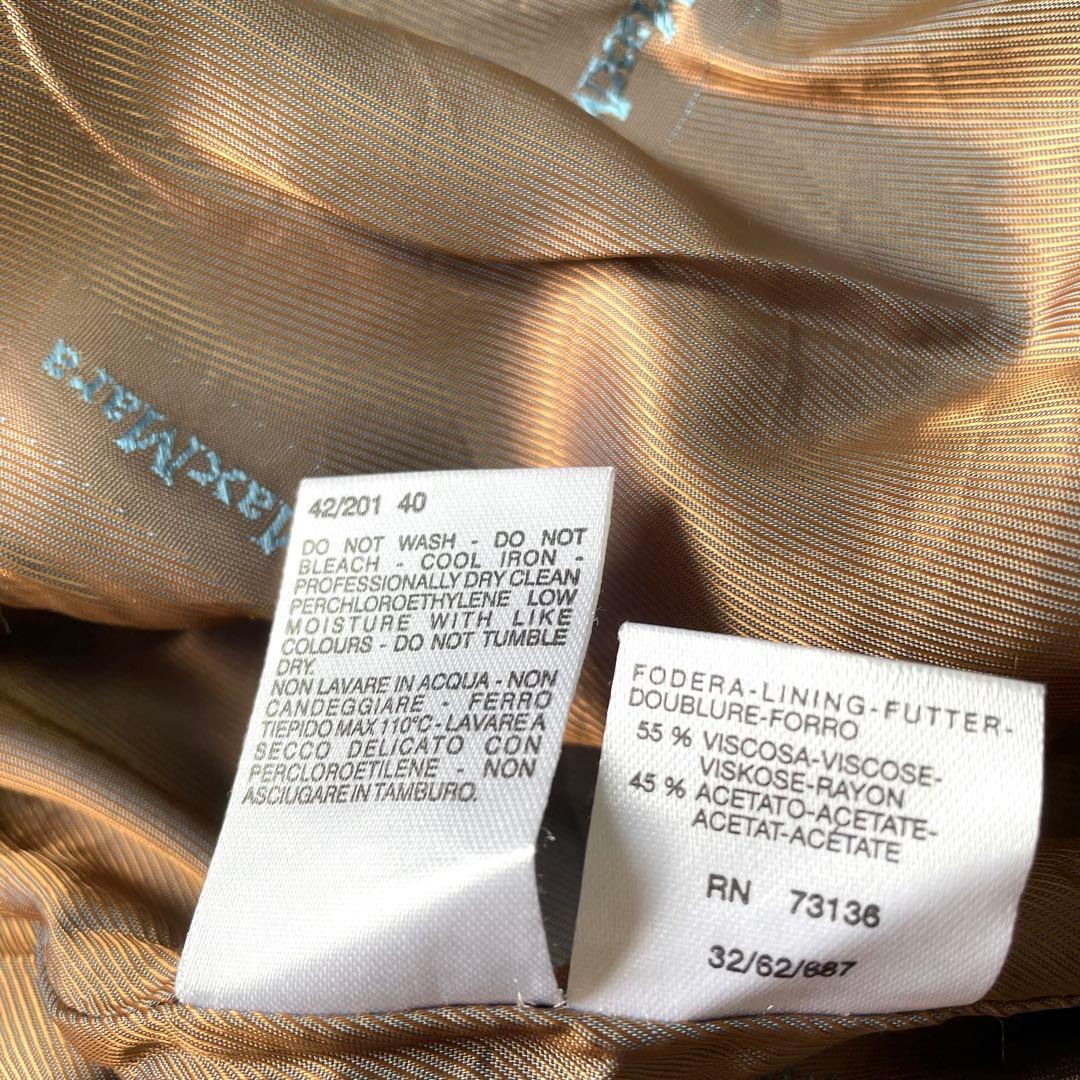 MaxMara
42/201 40
DO NOT WASH - DO NOT
BLEACH - COOL IRON -
PROFESSIONALLY DRY CLEAN
PERCHLOROETHYLENE LOW
MOISTURE WITH LIKE
COLOURS - DO NOT TUMBLE
DRY.
NON LAVARE IN ACQUA - NON
CANDEGGIARE - FERRO
TIEPIDO MAX 110°C - LAVARE A
SECCO DELICATO CON
PERCLOROETILENE - NON
ASCIUGARE IN TAMBURO.
FODERA-LINING-FUTTER-
DOUBLURE-FORRO
55 % VISCOSA-VISCOSE-
VISKOSE-RAYON
45 % ACETATO-ACETATE-
ACETAT-ACÉTATE
RN 73136
32/62/687